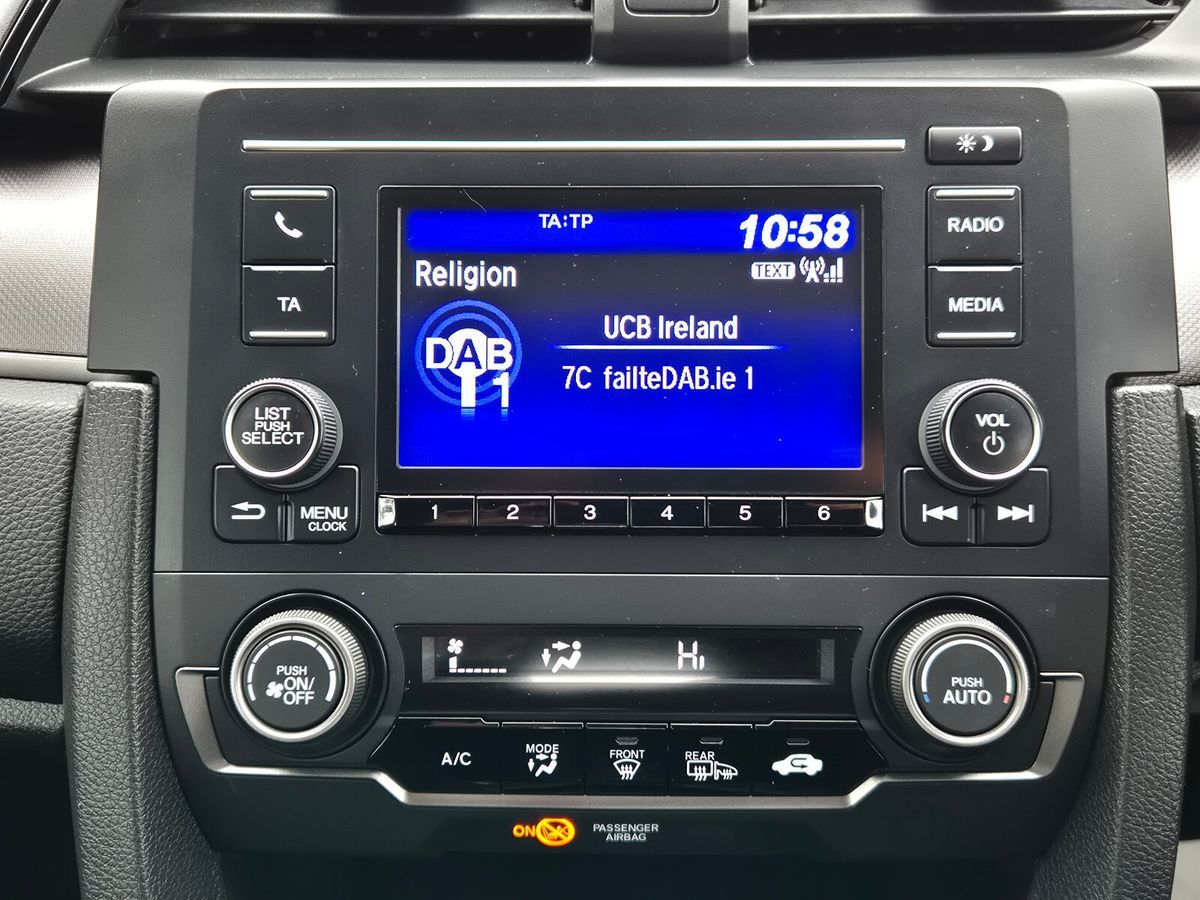 TA:TP
10:58
TEXT
Religion
DAB
1
UCB Ireland
7C failteDAB.ie 1
RADIO
TA
MEDIA
LIST
PUSH
SELECT
VOL
MENU
CLOCK
1 2 3 4 5 6
PUSH
ON/
OFF
Hi
PUSH
AUTO
A/C
MODE
FRONT
REAR
ON
PASSENGER
AIRBAG